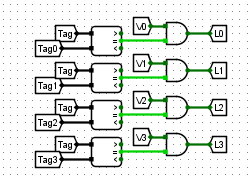 Tag > V0 L0
Tag0 = <
Tag > V1 L1
Tag1 = <
Tag > V2 L2
Tag2 = <
Tag > V3 L3
Tag3 = <